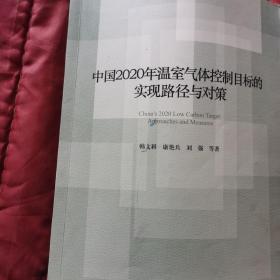 中国2020年温室气体控制目标的
实现路径与对策
China's 2020 Low Carbon Target
Approaches and Measures
韩文科 康艳兵 刘强 等著